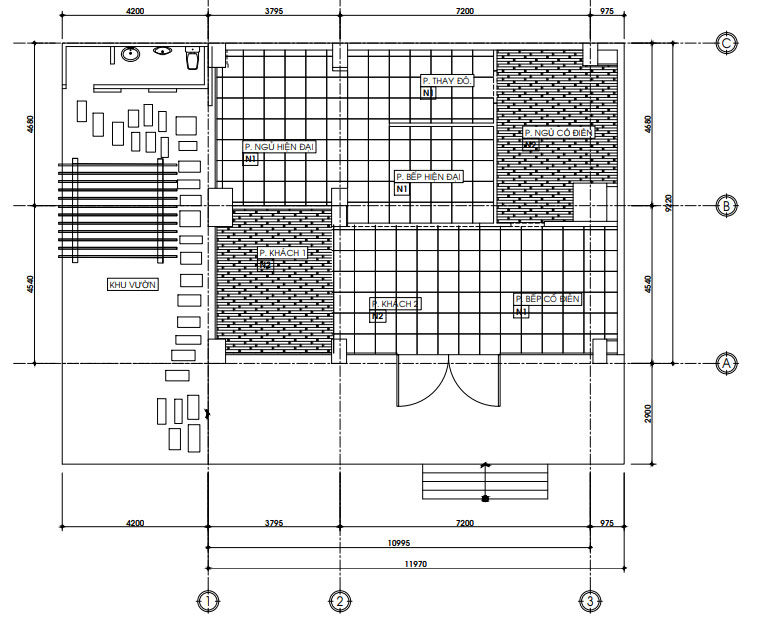 4200 3795 7200 975
C
P. THAY ĐỒ.
N1
4680 4680
P. NGỦ CỔ ĐIỂN
N2
P. NGỦ HIỆN ĐẠI
N1
P. BẾP HIỆN ĐẠI
N1
B
9220
P. KHÁCH 1
N2
KHU VƯỜN
4540 4540
P. BẾP CỔ ĐIỂN
N1
P. KHÁCH 2
N2
A
2900
4200 3795 7200 975
10995
11970
1 2 3